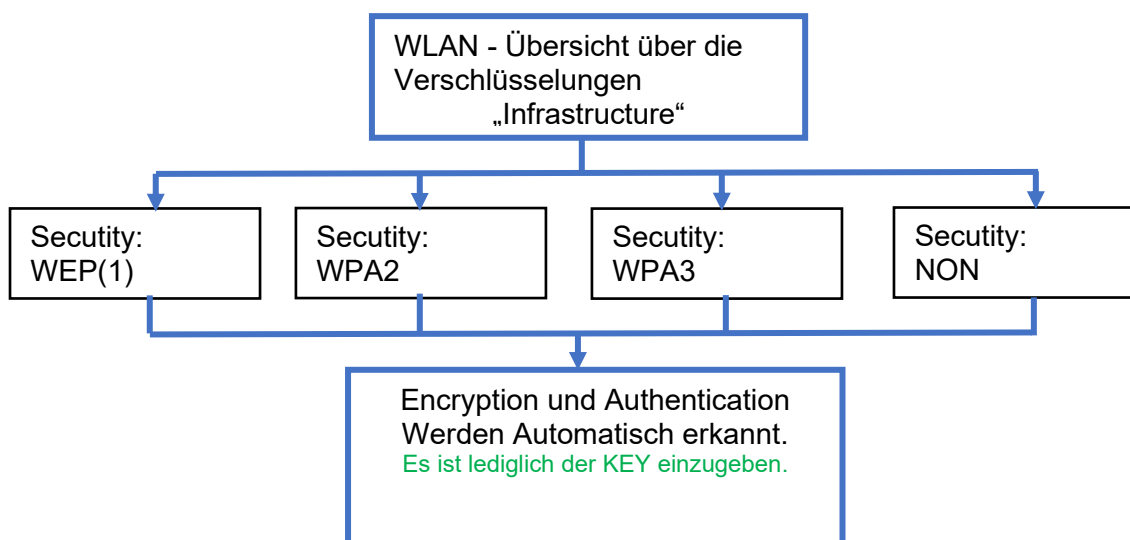 WLAN - Übersicht über die
Verschlüsselungen
„Infrastructure“
Secutity:
WEP(1)
Secutity:
WPA2
Secutity:
WPA3
Secutity:
NON
Encryption und Authentication
Werden Automatisch erkannt.
Es ist lediglich der KEY einzugeben.